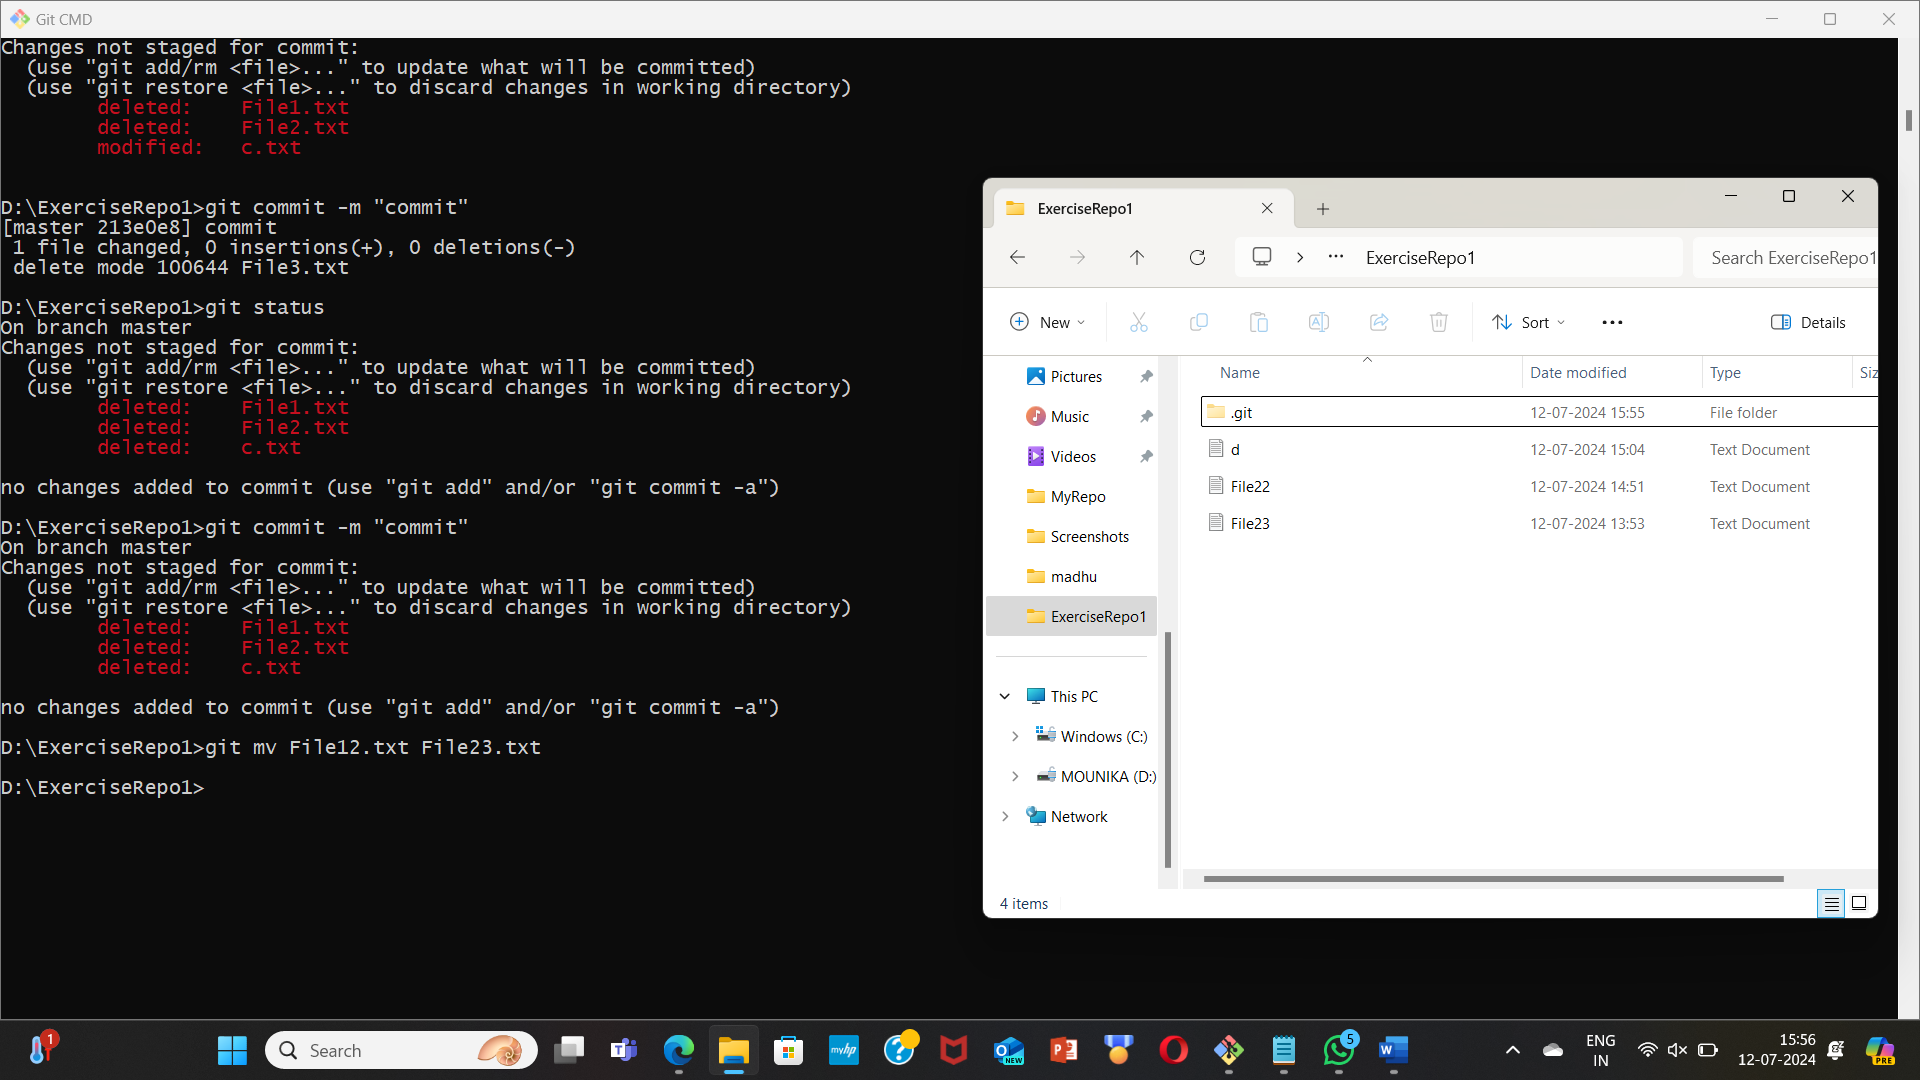 Git CMD
Changes not staged for commit:
(use "git add/rm <file>..." to update what will be committed)
(use "git restore <file>..." to discard changes in working directory)
deleted: File1.txt
deleted: File2.txt
modified: c.txt
D:\ExerciseRepo1>git commit -m "commit"
[master 213e0e8] commit
1 file changed, 0 insertions(+), 0 deletions(-)
delete mode 100644 File3.txt
D:\ExerciseRepo1>git status
On branch master
Changes not staged for commit:
(use "git add/rm <file>..." to update what will be committed)
(use "git restore <file>..." to discard changes in working directory)
deleted: File1.txt
deleted: File2.txt
deleted: c.txt
no changes added to commit (use "git add" and/or "git commit -a")
D:\ExerciseRepo1>git commit -m "commit"
On branch master
Changes not staged for commit:
(use "git add/rm <file>..." to update what will be committed)
(use "git restore <file>..." to discard changes in working directory)
deleted: File1.txt
deleted: File2.txt
deleted: c.txt
no changes added to commit (use "git add" and/or "git commit -a")
D:\ExerciseRepo1>git mv File12.txt File23.txt
D:\ExerciseRepo1>
ExerciseRepo1
ExerciseRepo1
Search ExerciseRepo1
New
Sort
Details
Pictures
Music
Videos
MyRepo
Screenshots
madhu
ExerciseRepo1
This PC
Windows (C:)
MOUNIKA (D:)
Network
Name Date modified Type Siz
.git 12-07-2024 15:55 File folder
d 12-07-2024 15:04 Text Document
File22 12-07-2024 14:51 Text Document
File23 12-07-2024 13:53 Text Document
4 items
1
Search
myhp
NEW
5
ENG
IN
15:56
12-07-2024
PRE